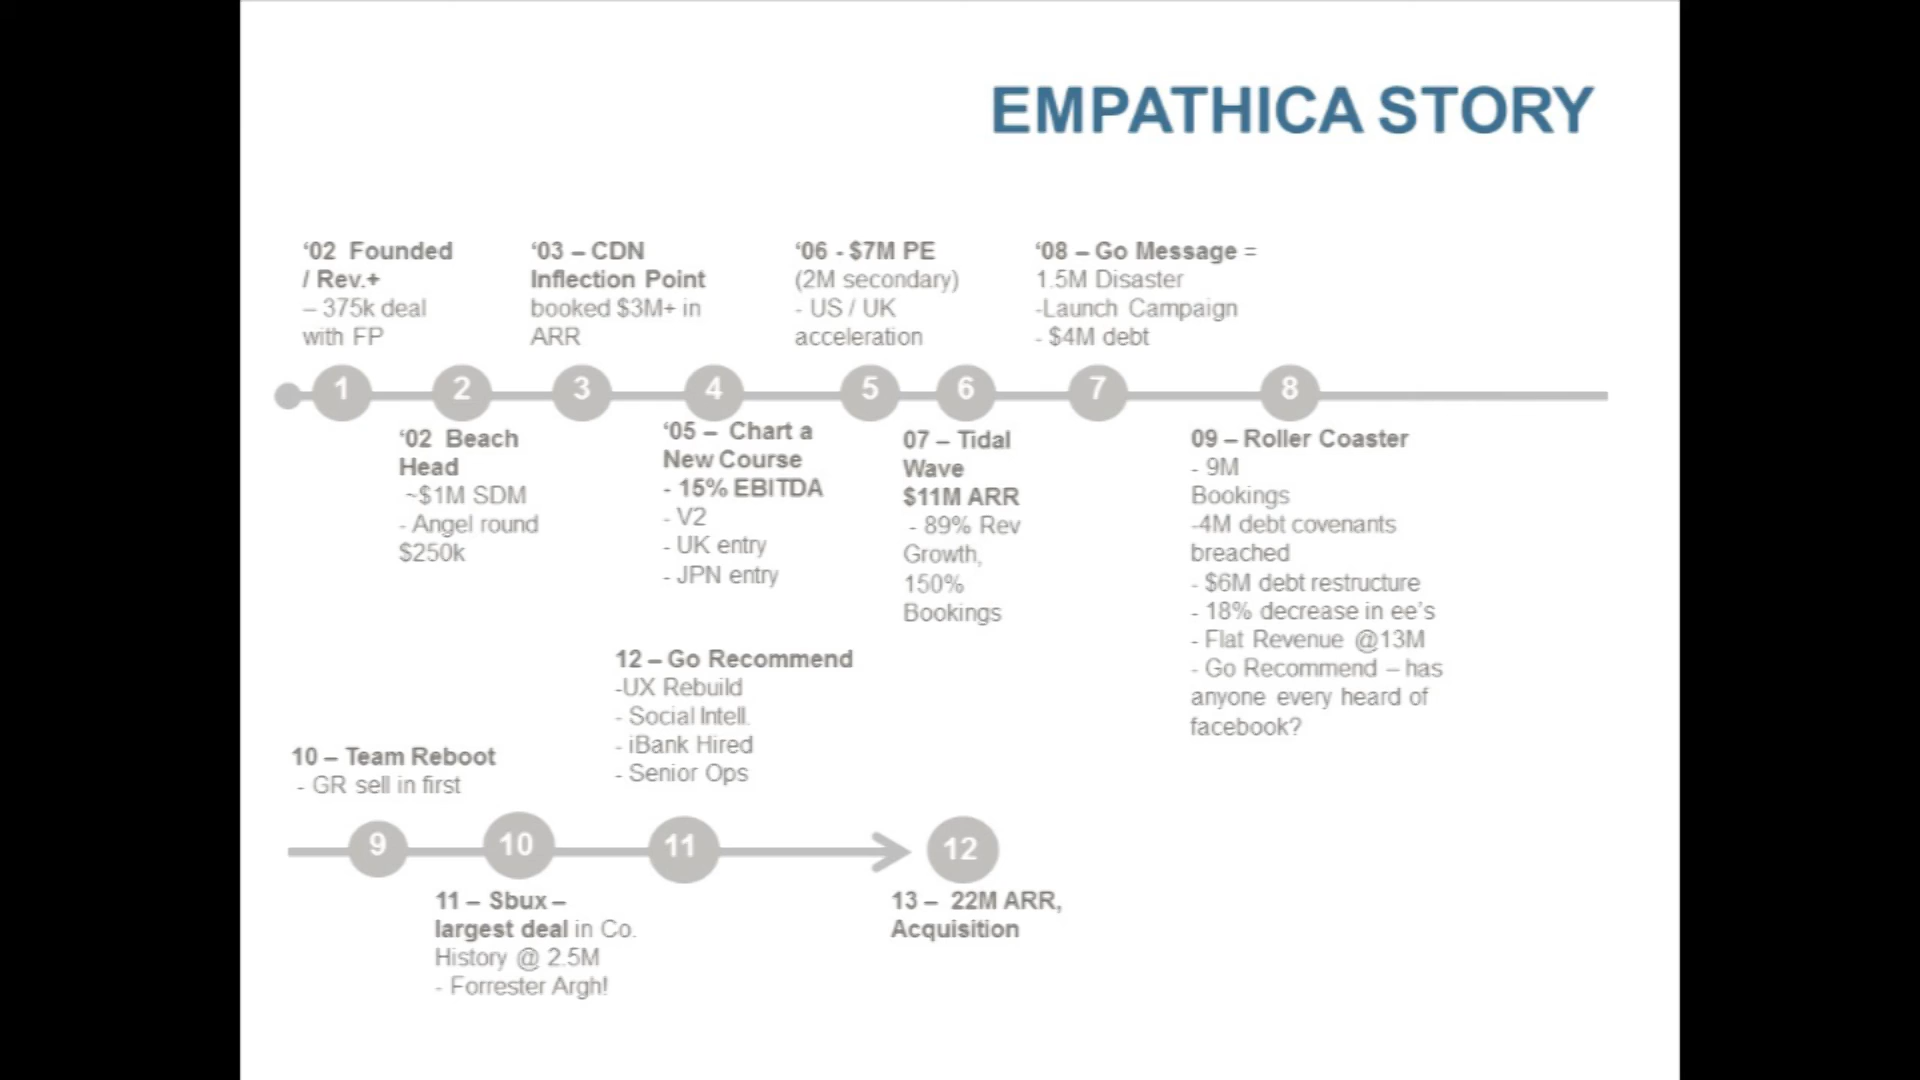 EMPATHICA STORY
‘02 Founded
/ Rev.+
– 375k deal
with FP
‘03 – CDN
Inflection Point
booked $3M+ in
ARR
‘06 - $7M PE
(2M secondary)
- US / UK
acceleration
‘08 – Go Message =
1.5M Disaster
-Launch Campaign
- $4M debt
1 2 3 4 5 6 7 8
‘02 Beach
Head
~$1M SDM
- Angel round
$250k
‘05 – Chart a
New Course
- 15% EBITDA
- V2
- UK entry
- JPN entry
07 – Tidal
Wave
$11M ARR
- 89% Rev
Growth,
150%
Bookings
09 – Roller Coaster
- 9M
Bookings
-4M debt covenants
breached
- $6M debt restructure
- 18% decrease in ee’s
- Flat Revenue @13M
- Go Recommend – has
anyone every heard of
facebook?
10 – Team Reboot
- GR sell in first
12 – Go Recommend
-UX Rebuild
- Social Intell.
- iBank Hired
- Senior Ops
9 10 11 12
11 – Sbux –
largest deal in Co.
History @ 2.5M
- Forrester Argh!
13 – 22M ARR,
Acquisition